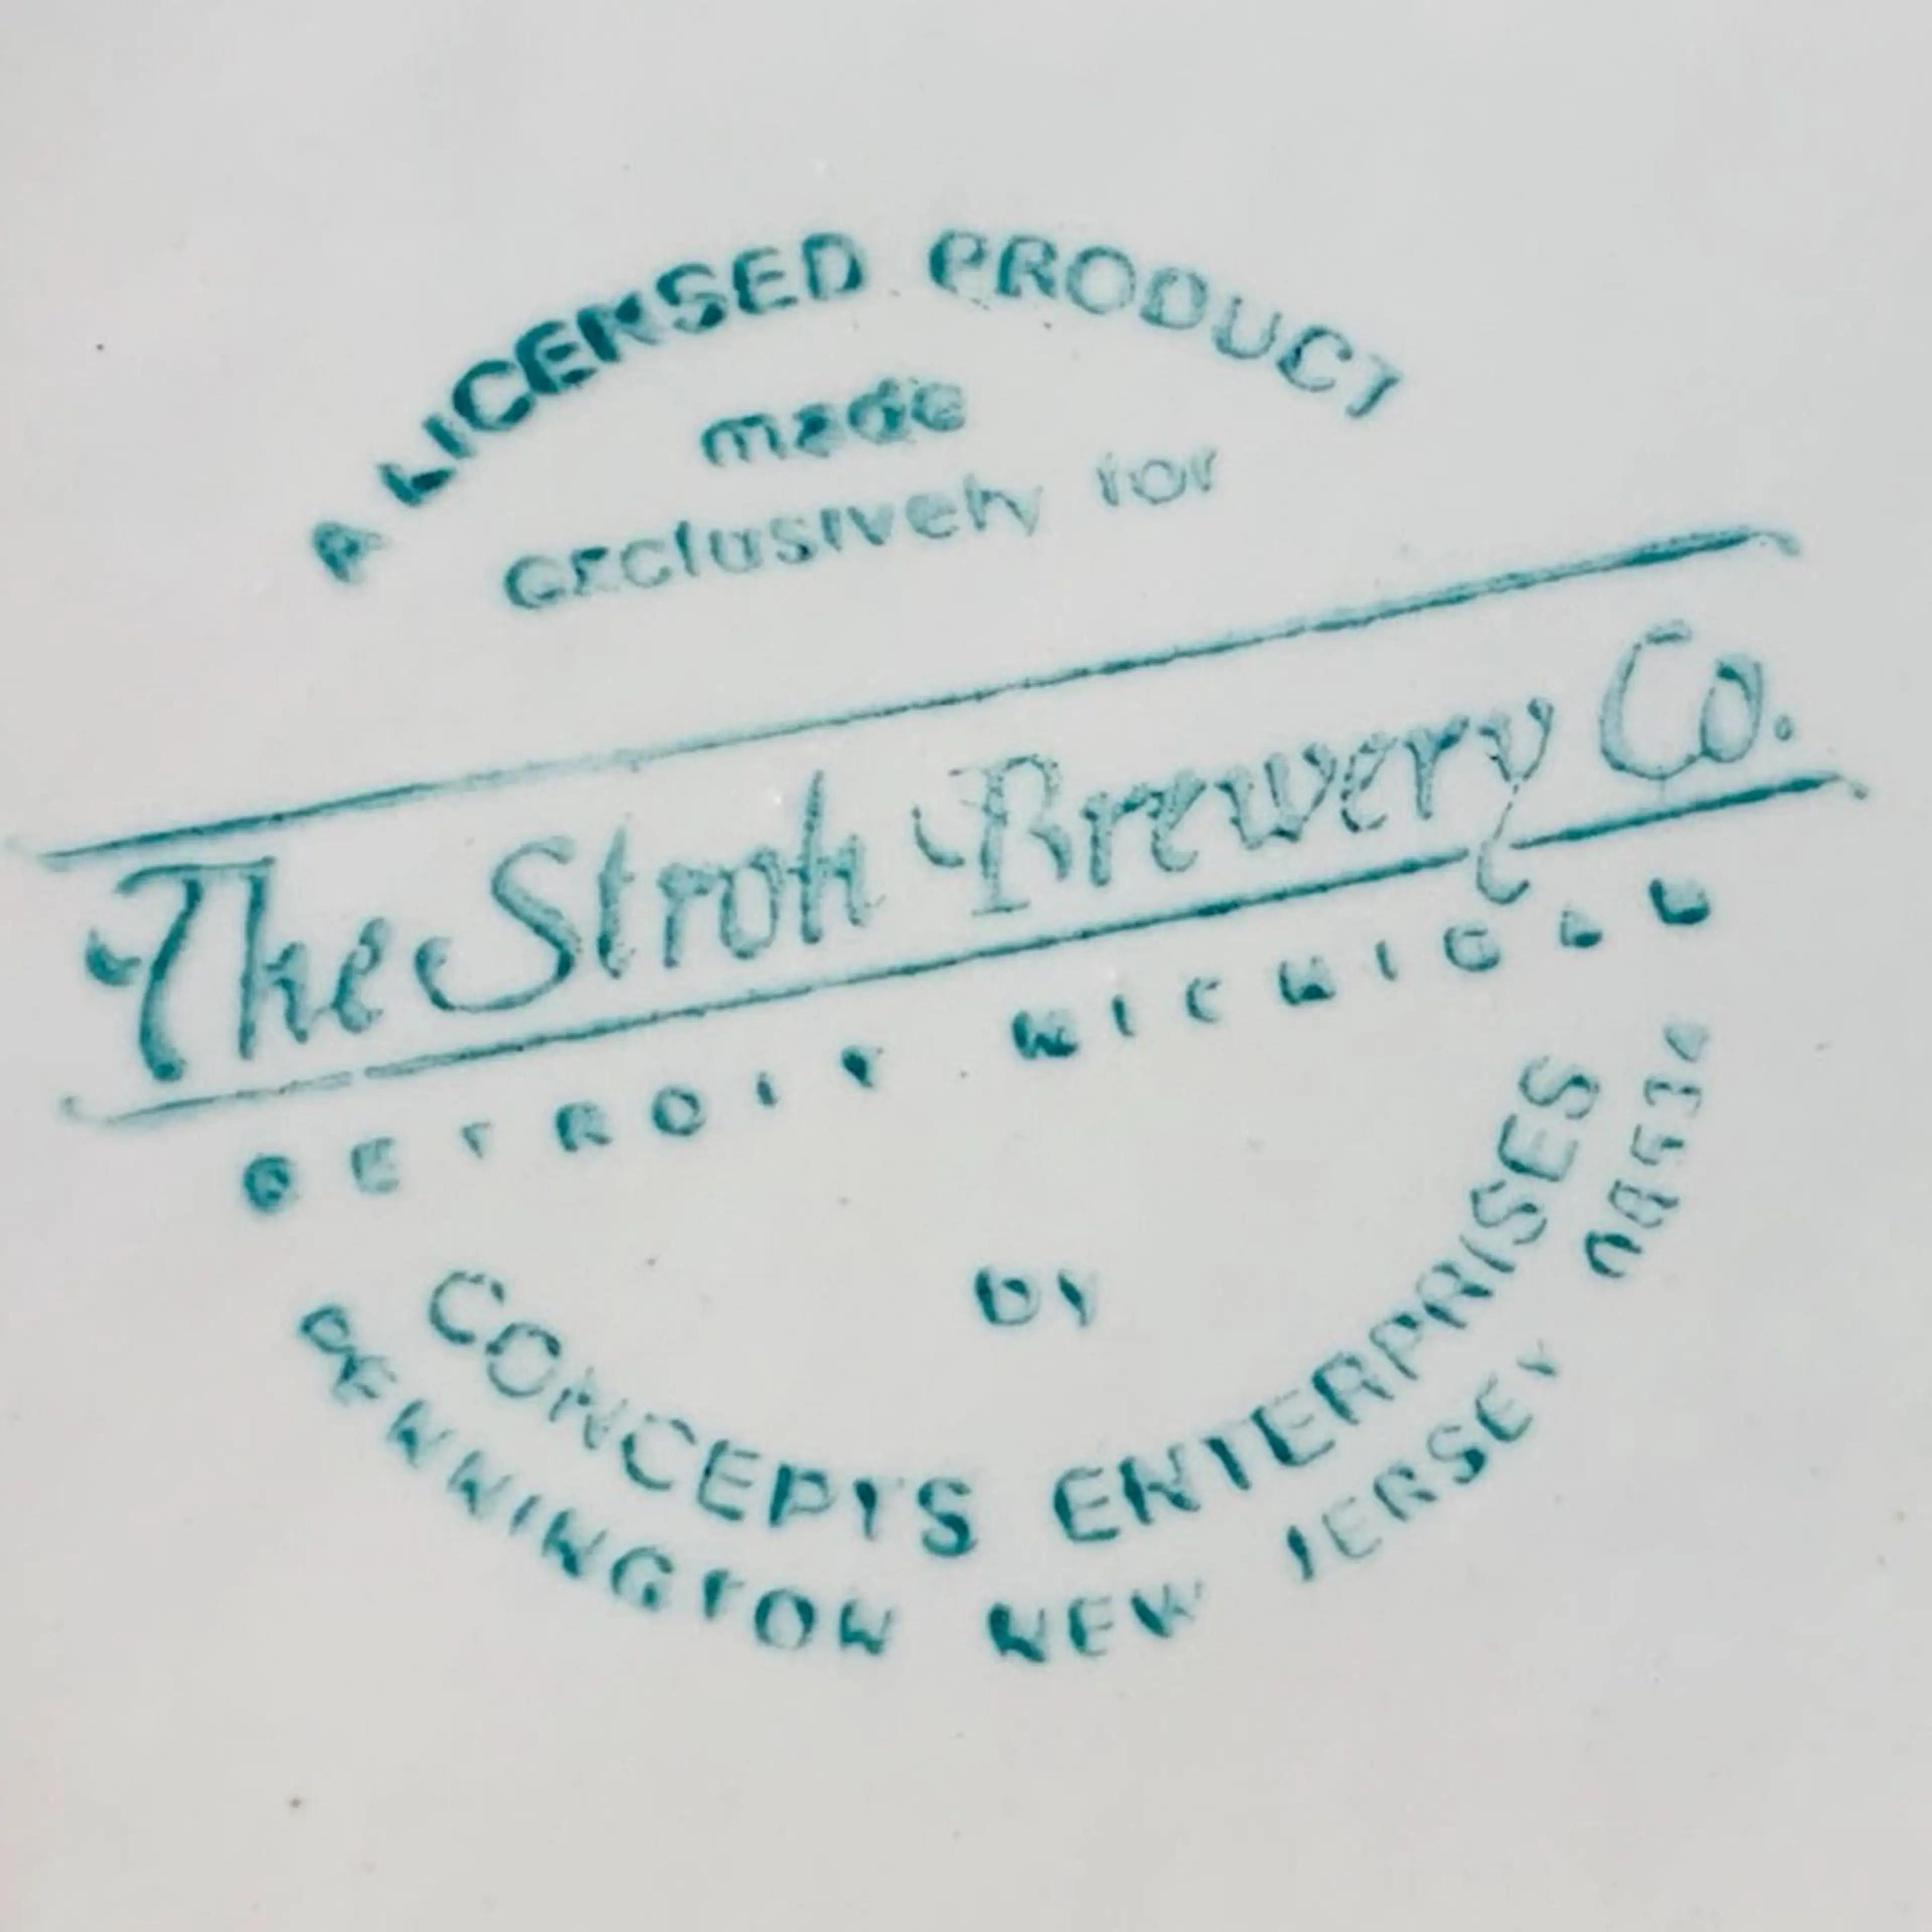 A LICENSED PRODUCT
made
exclusively for
The Stroh Brewery Co.
DETROIT MICHIGAN
by
CONCEPTS ENTERPRISES
PENNINGTON NEW JERSEY 08534